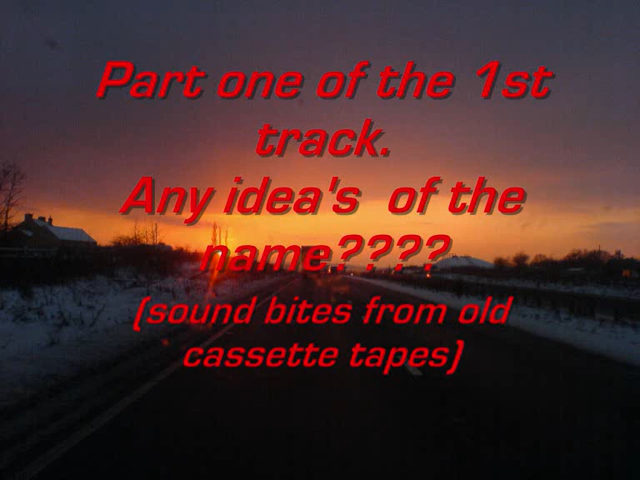 Part one of the 1st
track.
Any idea's of the
name????
(sound bites from old
cassette tapes)